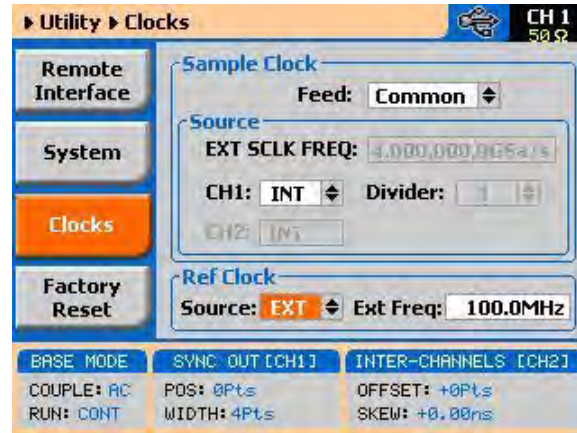 Utility Clocks
CH 1
50 Ω
Remote
Interface
System
Clocks
Factory
Reset
Sample Clock
Feed: Common
Source
EXT SCLK FREQ: 4,000,000,0GSa/s
CH1: INT Divider: 1
CH2: INT
Ref Clock
Source: EXT Ext Freq: 100.0MHz
BASE MODE
COUPLE: AC
RUN: CONT
SYNC OUT [CH1]
POS: 0Pts
WIDTH: 4Pts
INTER-CHANNELS [CH2]
OFFSET: +0Pts
SKEW: +0.00ns